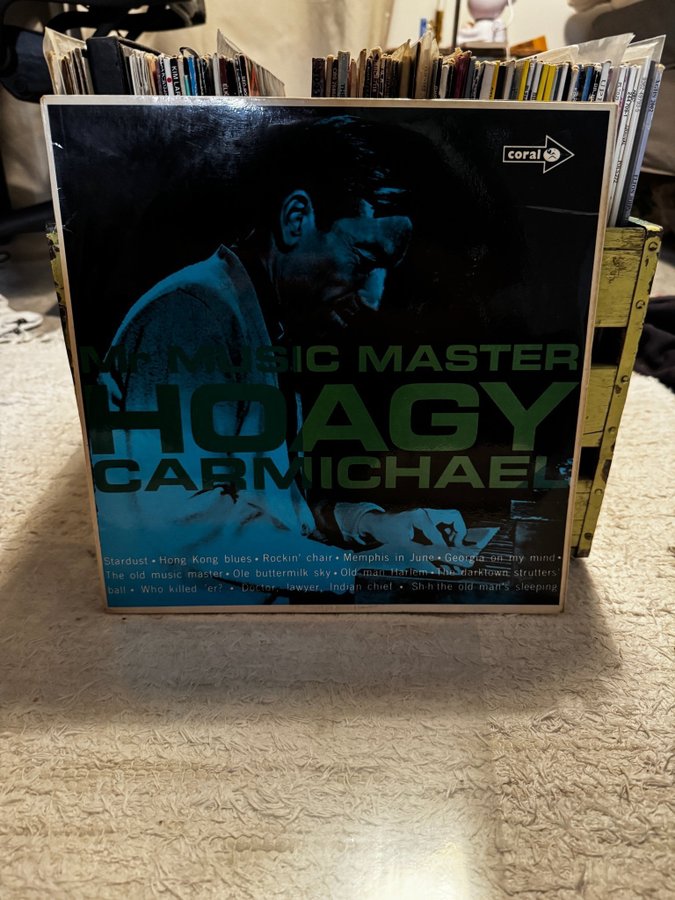 coral
Mr MUSIC MASTER
HOAGY
CARMICHAEL
Stardust • Hong Kong blues • Rockin' chair • Memphis in June • Georgia on my mind •
The old music master • Ole buttermilk sky • Old man Harlem • The darktown strutters'
ball • Who killed 'er? • Doctor, lawyer, Indian chief • Sh-h the old man's sleeping